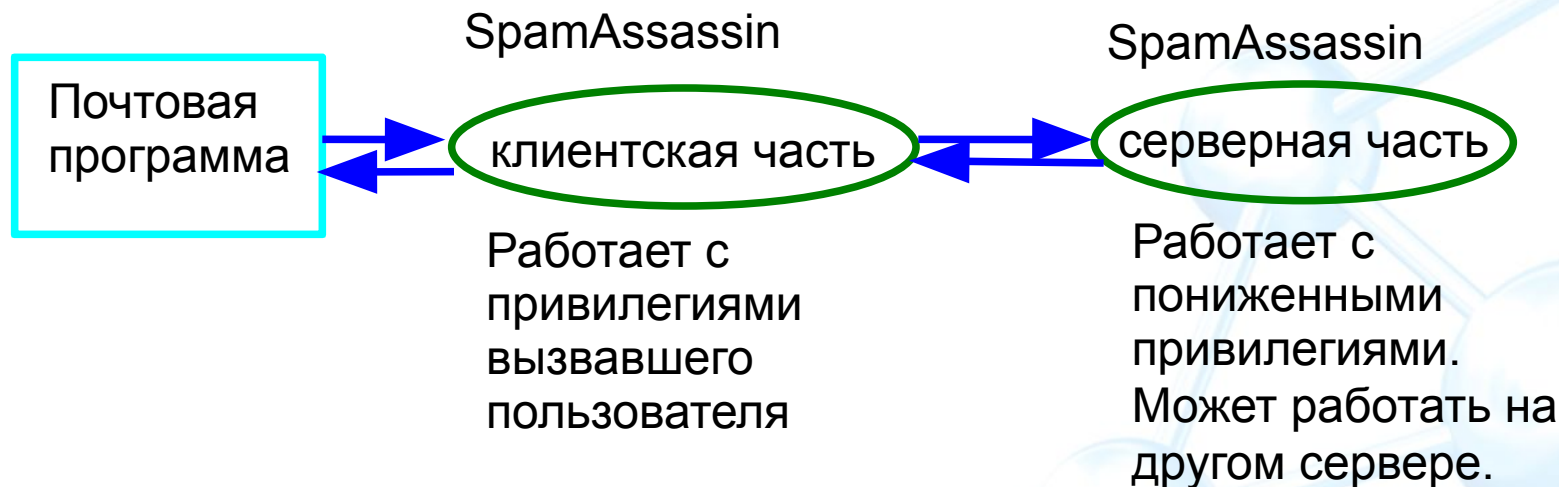 SpamAssassin
SpamAssassin
Почтовая
программа
клиентская часть
серверная часть
Работает с
привилегиями
вызвавшего
пользователя
Работает с
пониженными
привилегиями.
Может работать на
другом сервере.